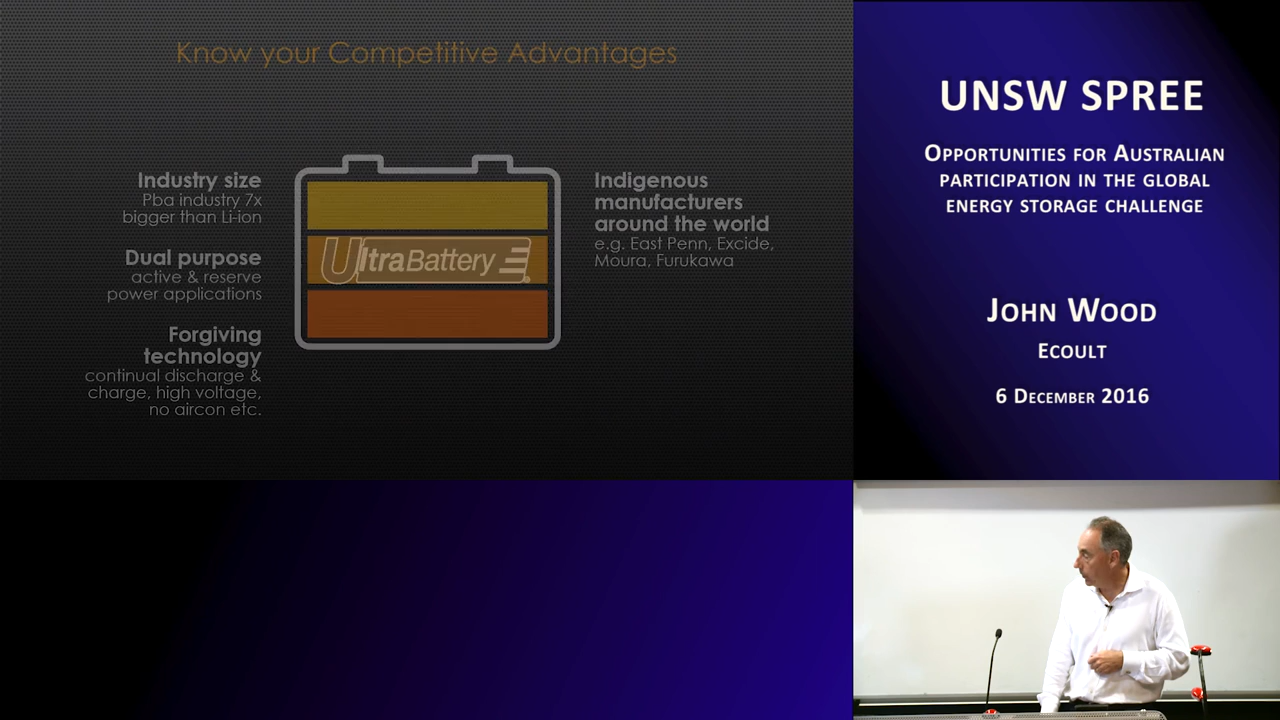 Know your Competitive Advantages
Industry size
Pba industry 7x
bigger than Li-ion
Dual purpose
active & reserve
power applications
Forgiving
technology
continual discharge &
charge, high voltage,
no aircon etc.
UltraBattery
Indigenous
manufacturers
around the world
e.g. East Penn, Excide,
Moura, Furukawa
UNSW SPREE
Opportunities for Australian
participation in the global
energy storage challenge
John Wood
Ecoult
6 December 2016